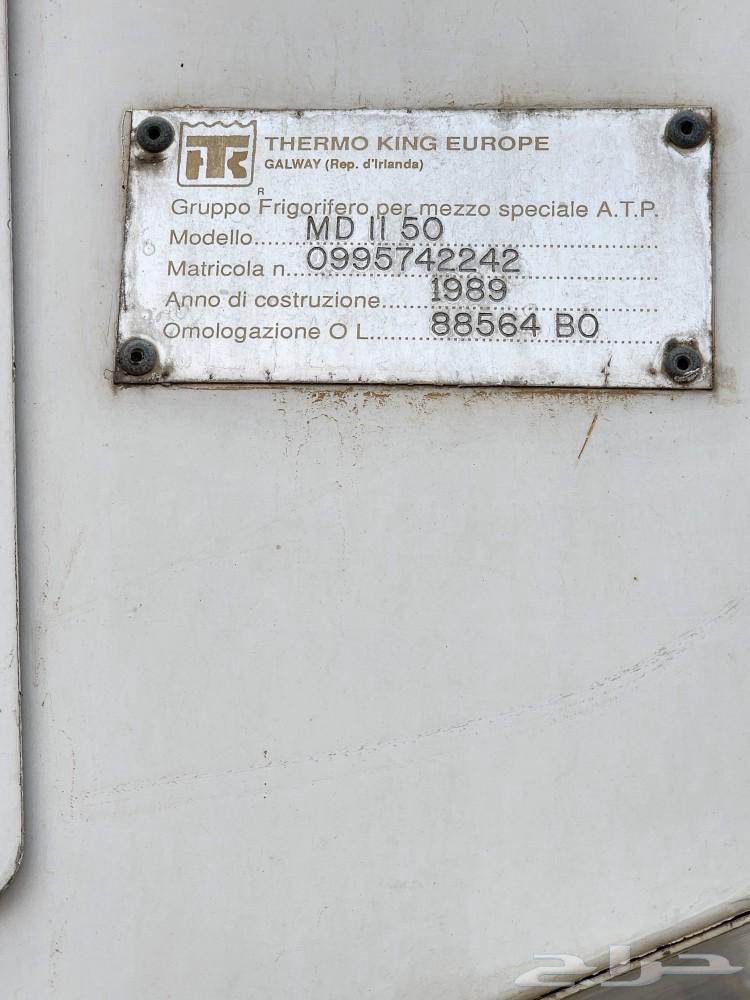 TK
THERMO KING EUROPE
GALWAY (Rep. d'Irlanda)
R
Gruppo Frigorifero per mezzo speciale A.T.P.
Modello.....MD II 50
Matricola n...0995742242
Anno di costruzione......1989
Omologazione O L......88564 BO
حراج